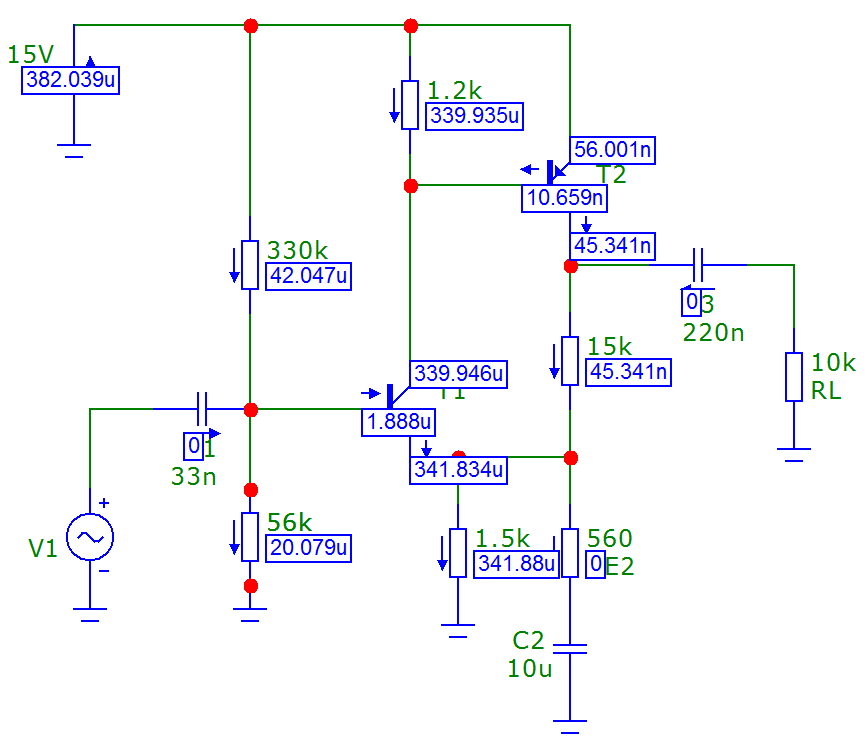 15V
382.039u
1.2k
339.935u
56.001n
T2
10.659n
45.341n
330k
42.047u
3
0
220n
15k
45.341n
10k
RL
339.946u
T1
1.888u
0
1
33n
341.834u
56k
20.079u
V1
1.5k
341.88u
560
0
E2
C2
10u